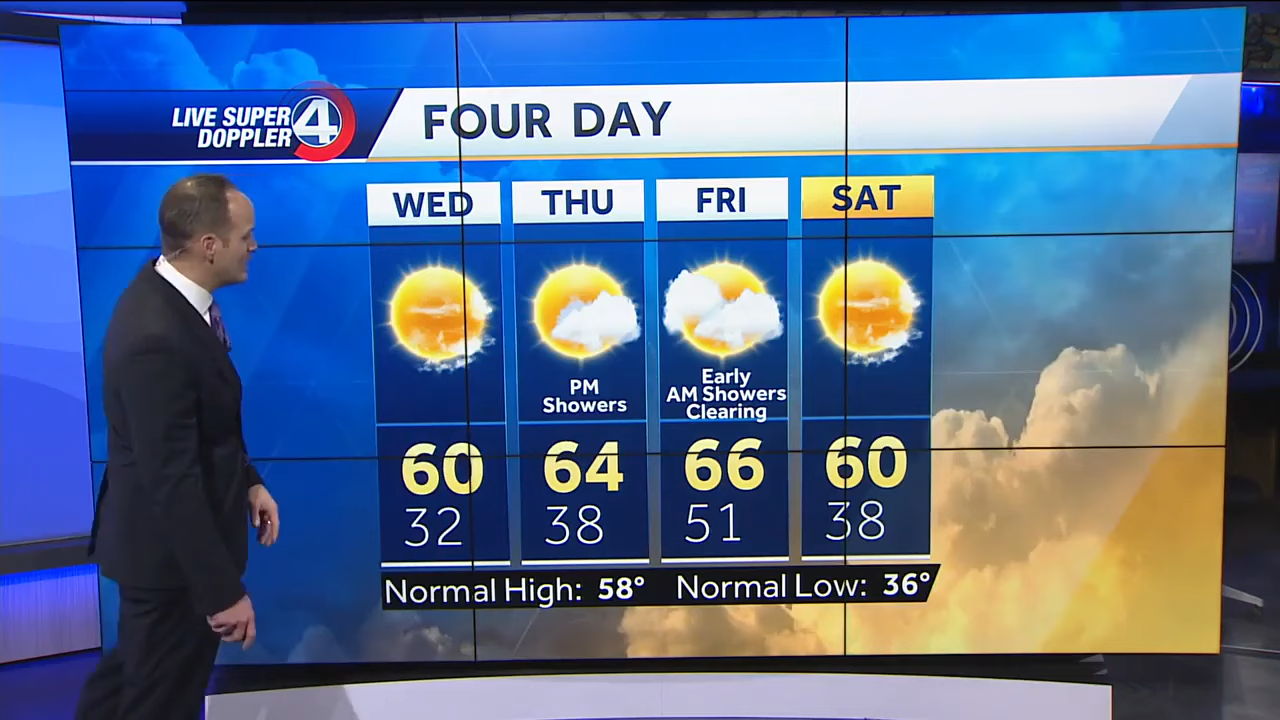 LIVE SUPER
DOPPLER 4
FOUR DAY
WED THU FRI SAT
PM
Showers
Early
AM Showers
Clearing
60 64 66 60
32 38 51 38
Normal High: 58° Normal Low: 36°